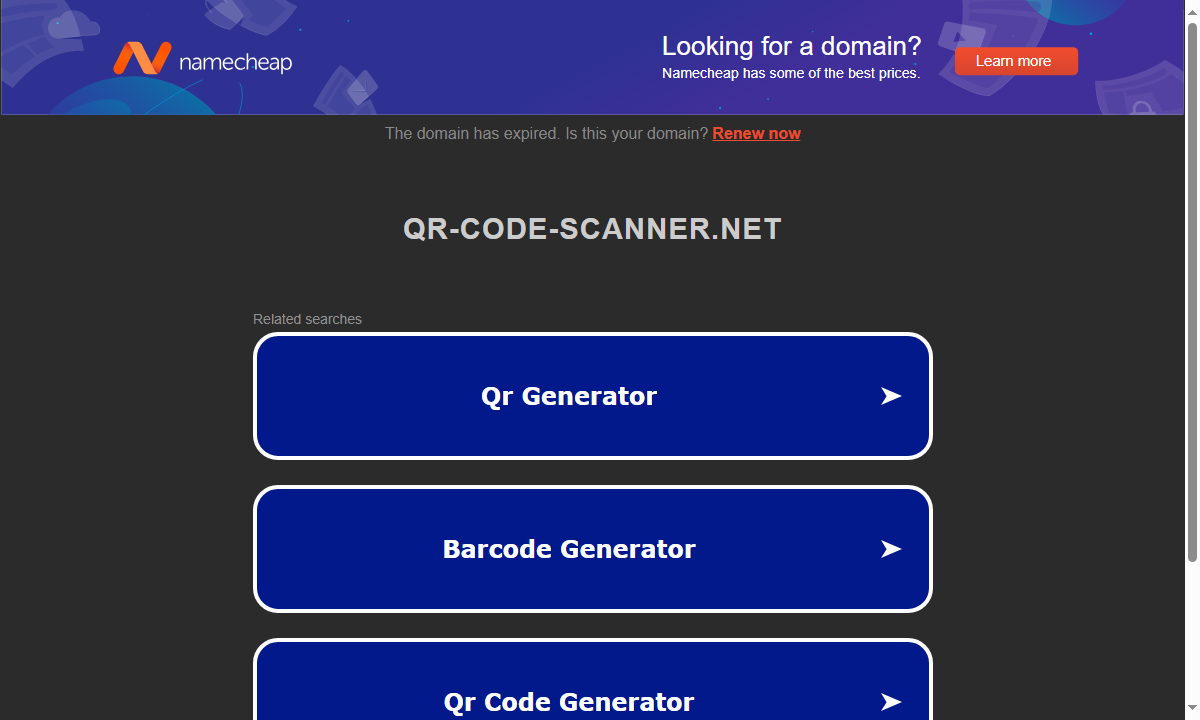 namecheap
Looking for a domain?
Namecheap has some of the best prices.
Learn more
The domain has expired. Is this your domain? Renew now
QR-CODE-SCANNER.NET
Related searches
Qr Generator
Barcode Generator
Qr Code Generator